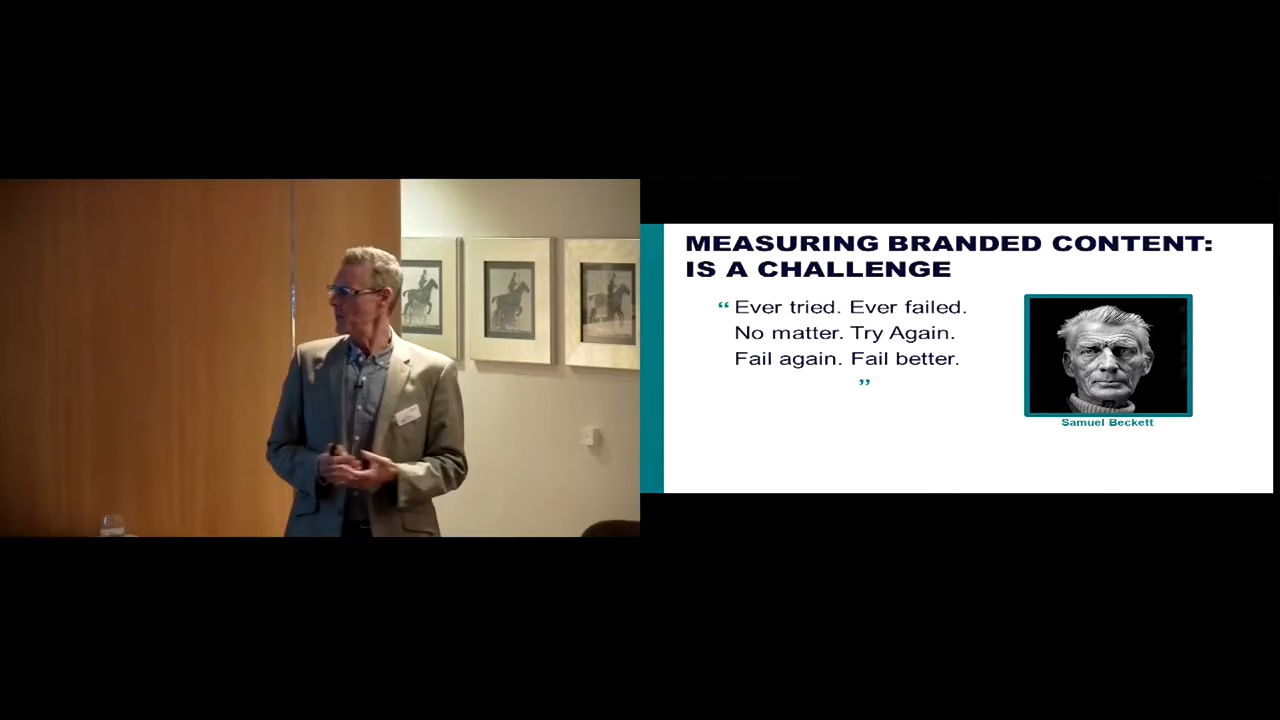 MEASURING BRANDED CONTENT:
IS A CHALLENGE
“ Ever tried. Ever failed.
No matter. Try Again.
Fail again. Fail better.
”
Samuel Beckett